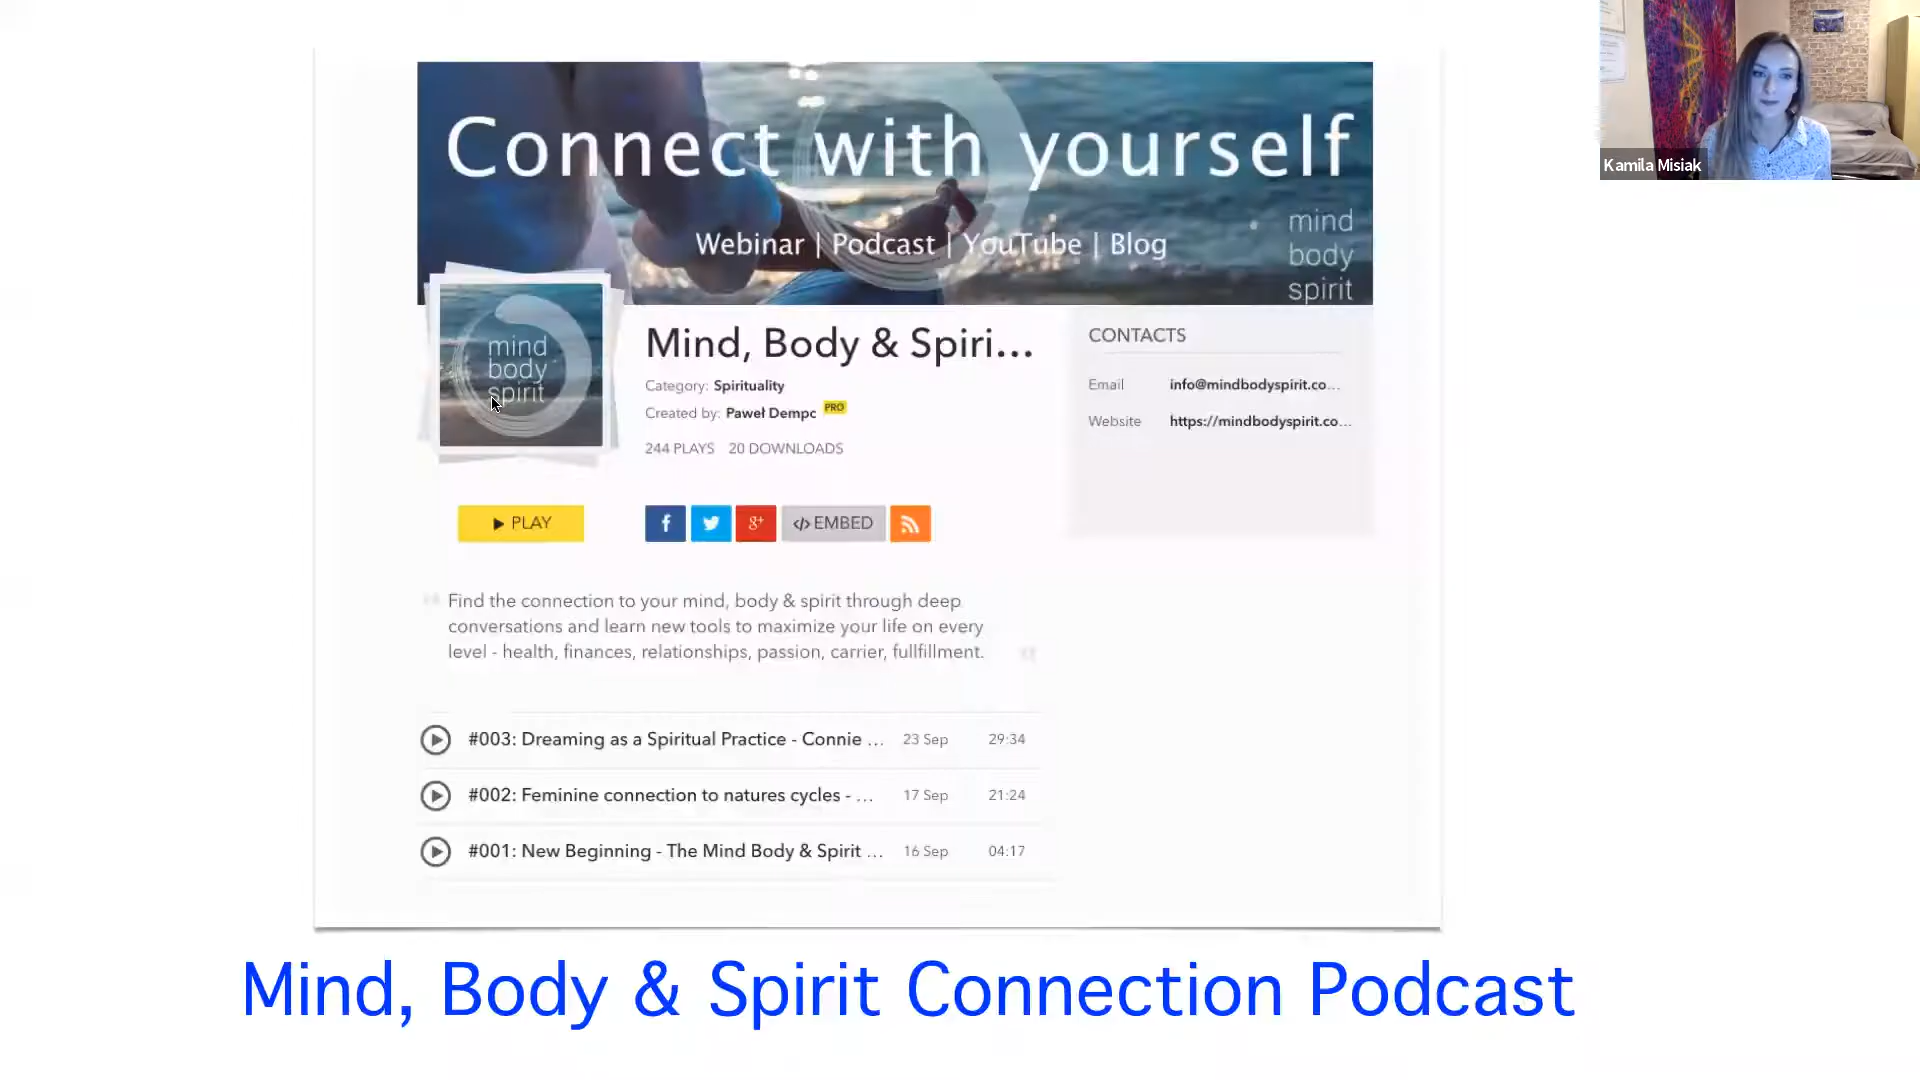 Connect with yourself
Webinar | Podcast | YouTube | Blog
mind
body
spirit
mind
body
spirit
Mind, Body & Spiri...
Category: Spirituality
Created by: Paweł Dempc PRO
244 PLAYS 20 DOWNLOADS
CONTACTS
Email info@mindbodyspirit.co...
Website https://mindbodyspirit.co...
PLAY
f g+ </> EMBED
Find the connection to your mind, body & spirit through deep
conversations and learn new tools to maximize your life on every
level - health, finances, relationships, passion, carrier, fullfillment.
#003: Dreaming as a Spiritual Practice - Connie ... 23 Sep 29:34
#002: Feminine connection to natures cycles - ... 17 Sep 21:24
#001: New Beginning - The Mind Body & Spirit ... 16 Sep 04:17
Mind, Body & Spirit Connection Podcast
Kamila Misiak